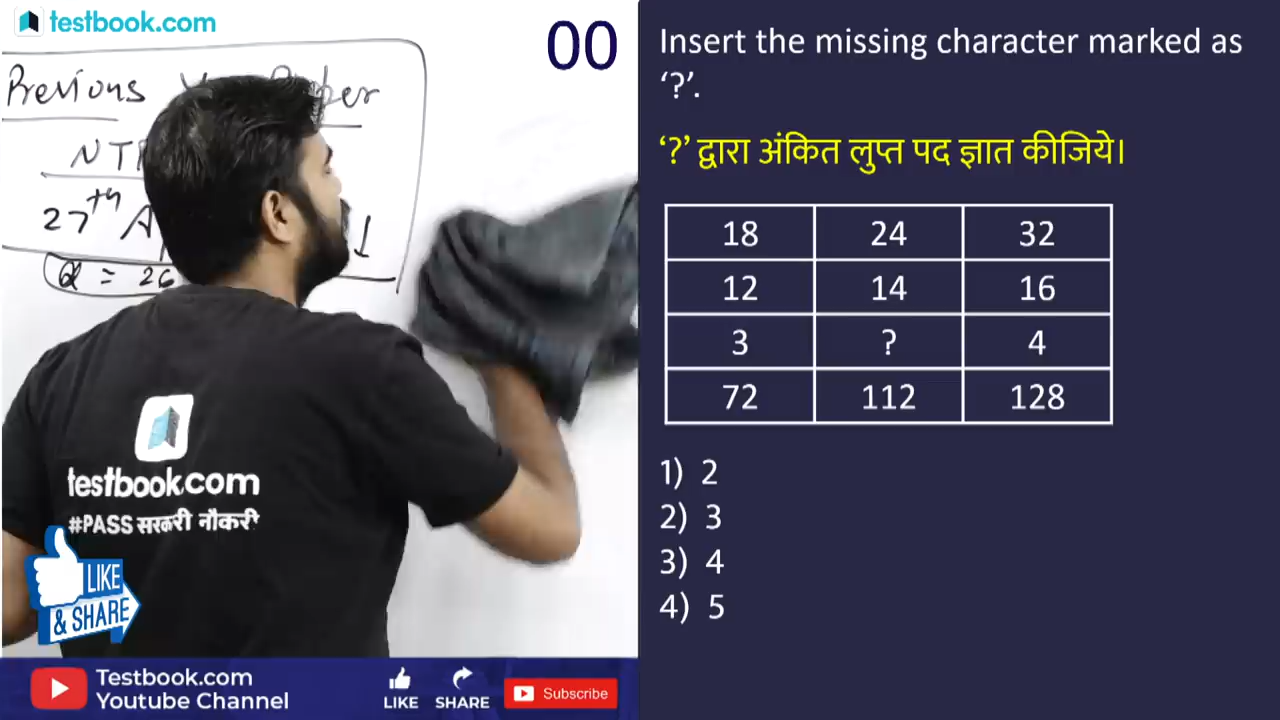 testbook.com
Previous
27th
Q = 26
testbook.com
#PASS सरकारी नौकरी
LIKE
& SHARE
Testbook.com
Youtube Channel
LIKE
SHARE
Subscribe
00
Insert the missing character marked as
‘?’.
‘?’ द्वारा अंकित लुप्त पद ज्ञात कीजिये।
18 24 32
12 14 16
3 ? 4
72 112 128
1) 2
2) 3
3) 4
4) 5